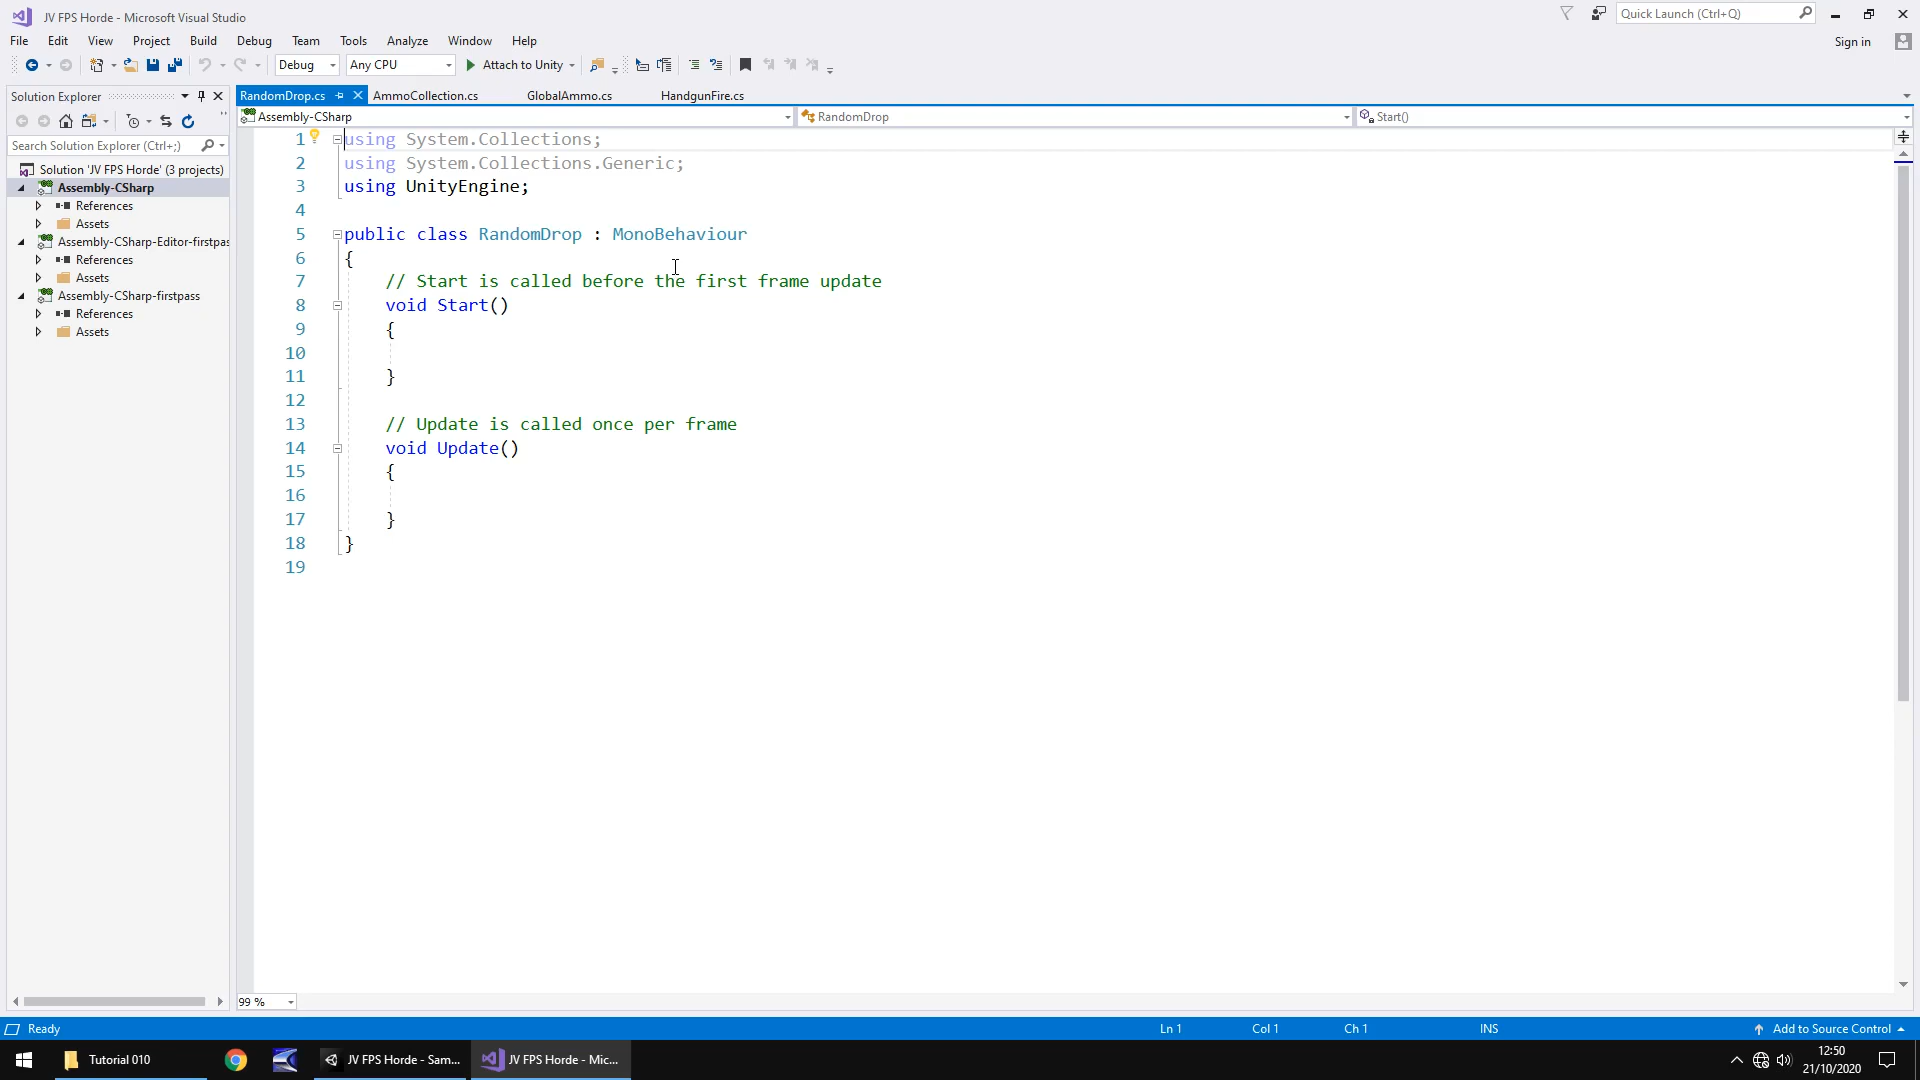 JV FPS Horde - Microsoft Visual Studio
Quick Launch (Ctrl+Q)
File Edit View Project Build Debug Team Tools Analyze Window Help
Sign in
Debug Any CPU Attach to Unity
Solution Explorer
RandomDrop.cs AmmoCollection.cs GlobalAmmo.cs HandgunFire.cs
Assembly-CSharp RandomDrop Start()
Search Solution Explorer (Ctrl+;)
Solution 'JV FPS Horde' (3 projects)
Assembly-CSharp
References
Assets
Assembly-CSharp-Editor-firstpas
References
Assets
Assembly-CSharp-firstpass
References
Assets
1 using System.Collections;
2 using System.Collections.Generic;
3 using UnityEngine;
4
5 public class RandomDrop : MonoBehaviour
6 {
7 // Start is called before the first frame update
8 void Start()
9 {
10
11 }
12
13 // Update is called once per frame
14 void Update()
15 {
16
17 }
18 }
19
99 %
Ready Ln 1 Col 1 Ch 1 INS Add to Source Control
Tutorial 010 JV FPS Horde - Sam... JV FPS Horde - Mic...
12:50
21/10/2020